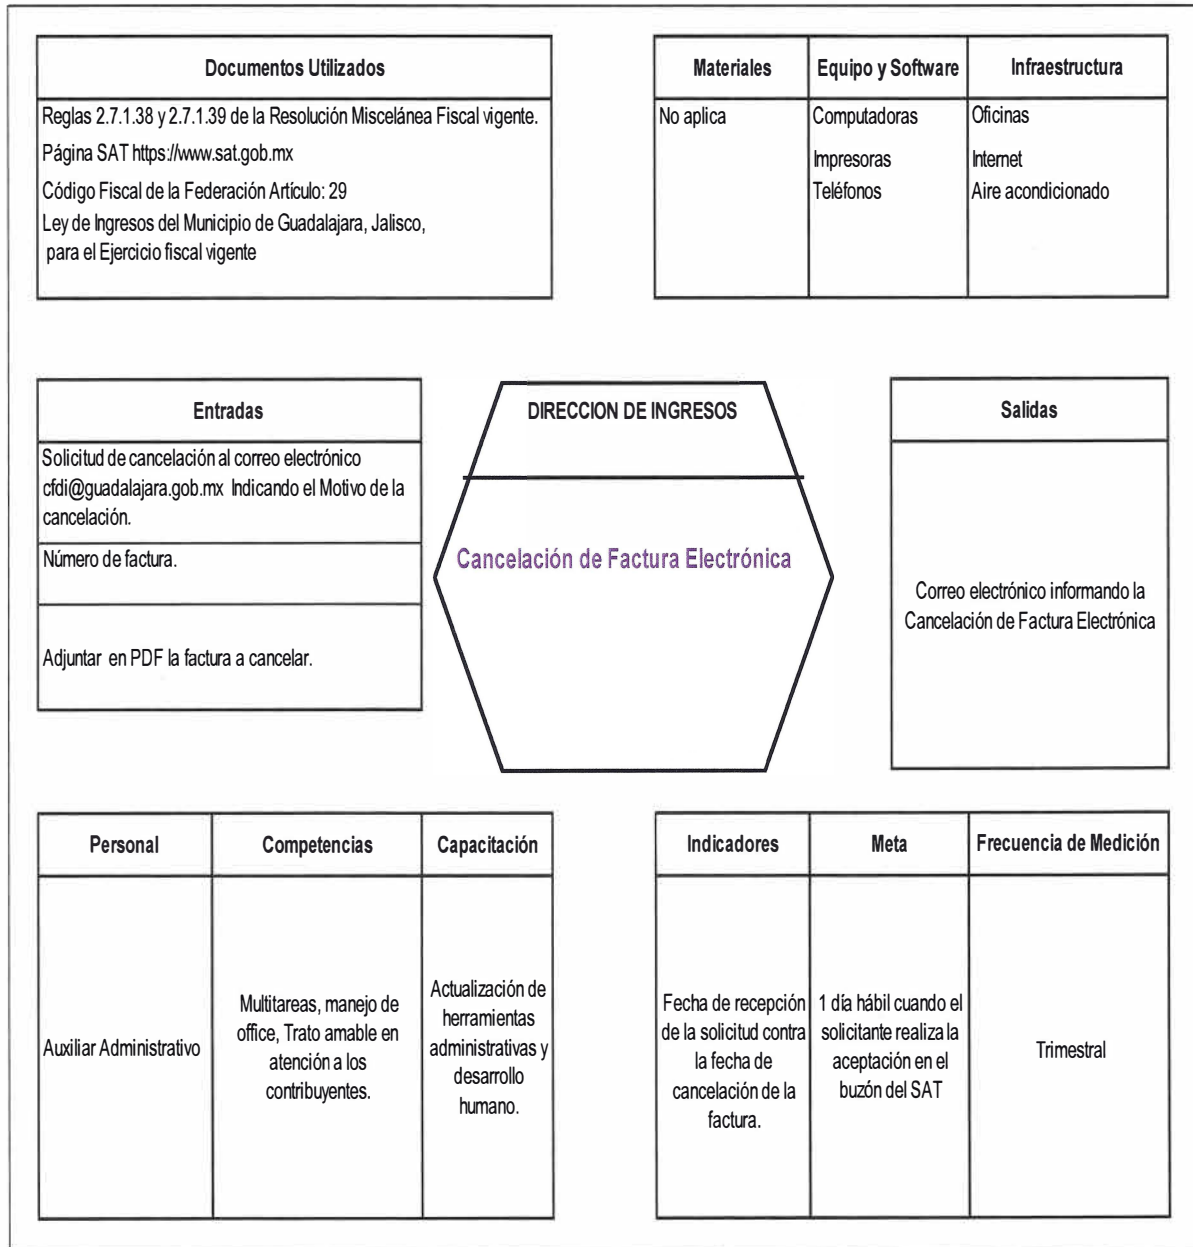 Documentos Utilizados
Reglas 2.7.1.38 y 2.7.1.39 de la Resolución Miscelánea Fiscal vigente.
Página SAT https://www.sat.gob.mx
Código Fiscal de la Federación Artículo: 29
Ley de Ingresos del Municipio de Guadalajara, Jalisco,
para el Ejercicio fiscal vigente
Materiales Equipo y Software Infraestructura
No aplica Computadoras Oficinas
Impresoras Internet
Teléfonos Aire acondicionado
Entradas
Solicitud de cancelación al correo electrónico
cfdi@guadalajara.gob.mx Indicando el Motivo de la
cancelación.
Número de factura.
Adjuntar en PDF la factura a cancelar.
DIRECCION DE INGRESOS
Cancelación de Factura Electrónica
Salidas
Correo electrónico informando la
Cancelación de Factura Electrónica
Personal Competencias Capacitación
Auxiliar Administrativo
Multitareas, manejo de
office, Trato amable en
atención a los
contribuyentes.
Actualización de
herramientas
administrativas y
desarrollo
humano.
Indicadores Meta Frecuencia de Medición
Fecha de recepción
de la solicitud contra
la fecha de
cancelación de la
factura.
1 día hábil cuando el
solicitante realiza la
aceptación en el
buzón del SAT
Trimestral